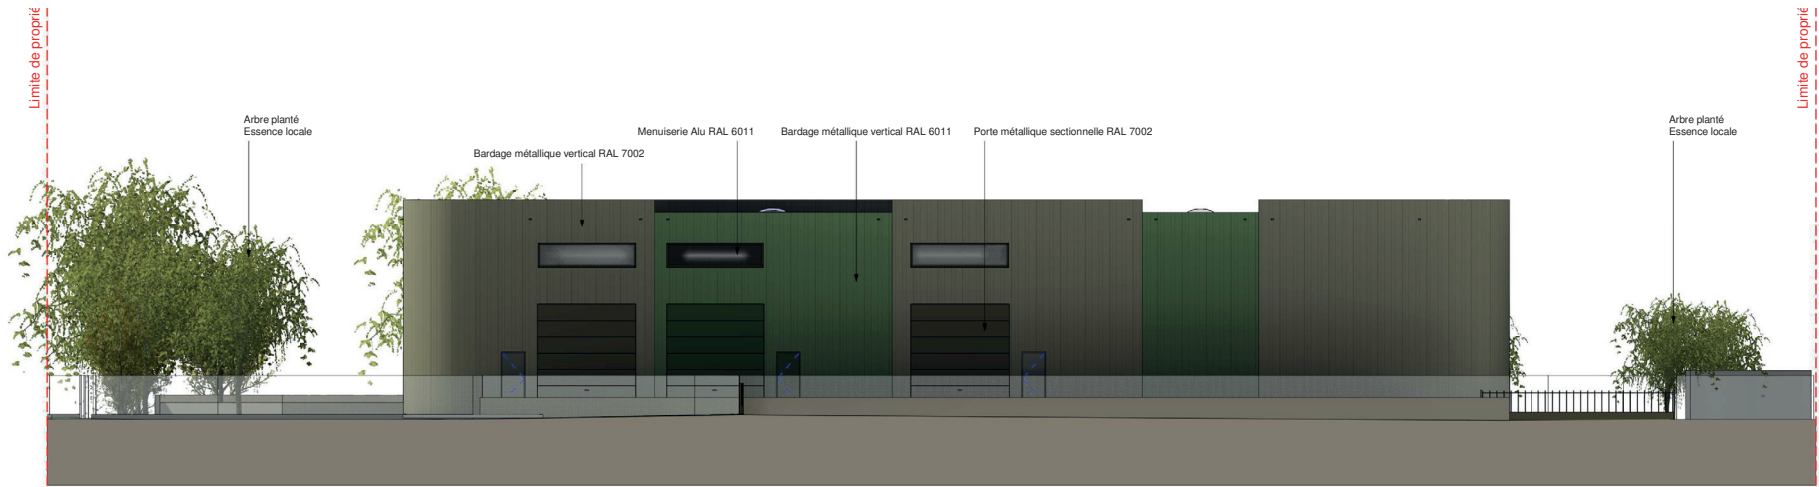 Limite de proprié
Arbre planté
Essence locale
Bardage métallique vertical RAL 7002
Menuiserie Alu RAL 6011
Bardage métallique vertical RAL 6011
Porte métallique sectionnelle RAL 7002
Arbre planté
Essence locale
Limite de proprié